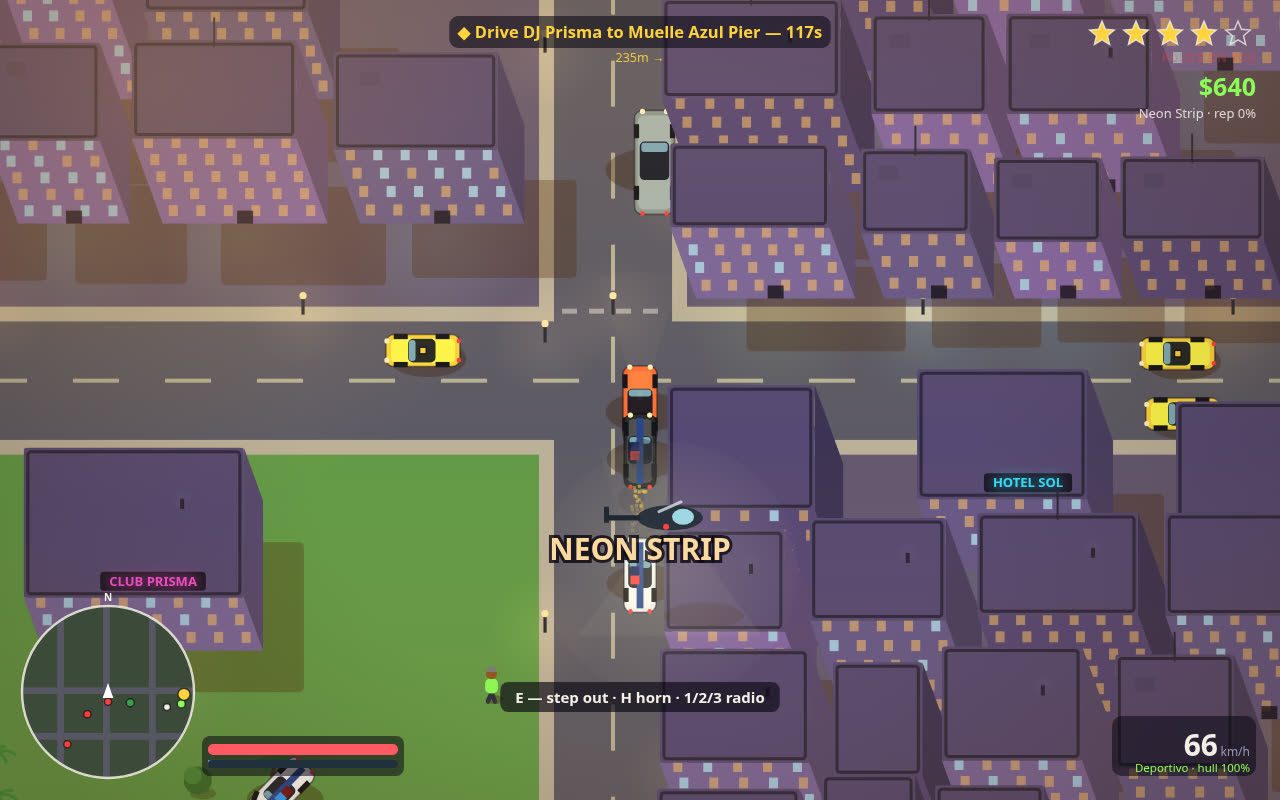 ◆ Drive DJ Prisma to Muelle Azul Pier — 117s
235m →
$640
Neon Strip · rep 0%
HOTEL SOL
NEON STRIP
CLUB PRISMA
N
E — step out · H horn · 1/2/3 radio
66 km/h
Deportivo · hull 100%